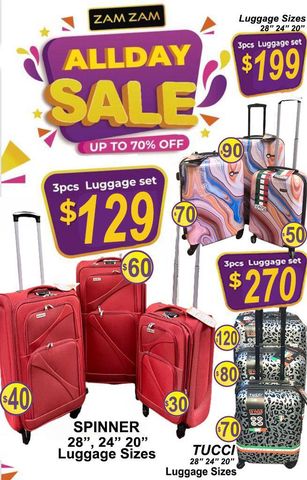 ZAM ZAM
ALLDAY
SALE
UP TO 70% OFF
Luggage Sizes
28" 24" 20"
3pcs Luggage set
$199
$90
$70
$50
3pcs Luggage set
$129
$60
$40
$30
SPINNER
28", 24" 20"
Luggage Sizes
3pcs Luggage set
$270
$120
$80
$70
TUCCI
28" 24" 20"
Luggage Sizes